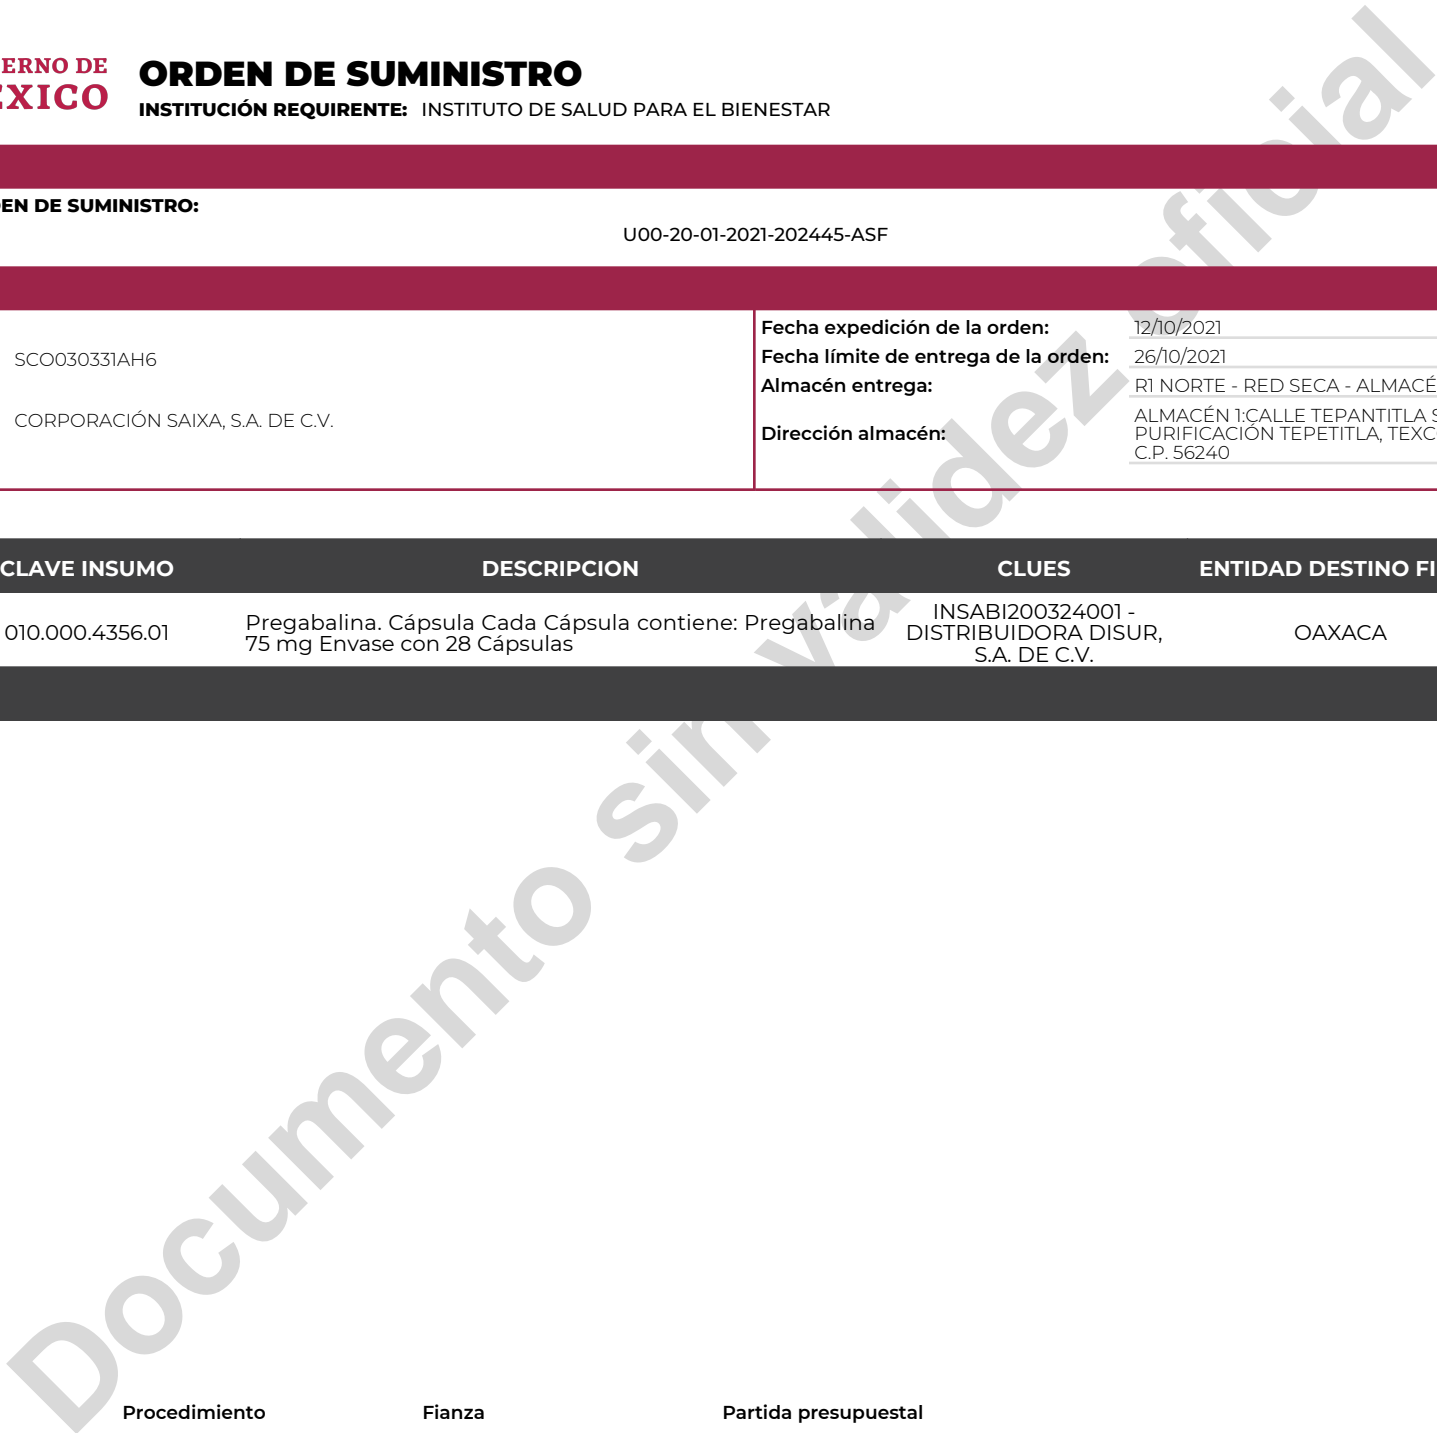 ERNO DE
XICO
ORDEN DE SUMINISTRO
INSTITUCIÓN REQUIRENTE: INSTITUTO DE SALUD PARA EL BIENESTAR
EN DE SUMINISTRO:
U00-20-01-2021-202445-ASF
SCO030331AH6
CORPORACIÓN SAIXA, S.A. DE C.V.
Fecha expedición de la orden: 12/10/2021
Fecha límite de entrega de la orden: 26/10/2021
Almacén entrega: R1 NORTE - RED SECA - ALMACÉ
Dirección almacén: ALMACÉN 1:CALLE TEPANTITLA S
PURIFICACIÓN TEPETITLA, TEXC
C.P. 56240
CLAVE INSUMO DESCRIPCION CLUES ENTIDAD DESTINO FI
010.000.4356.01
Pregabalina. Cápsula Cada Cápsula contiene: Pregabalina
75 mg Envase con 28 Cápsulas
INSABI200324001 -
DISTRIBUIDORA DISUR,
S.A. DE C.V.
OAXACA
Documento sin validez oficial
Procedimiento Fianza Partida presupuestal